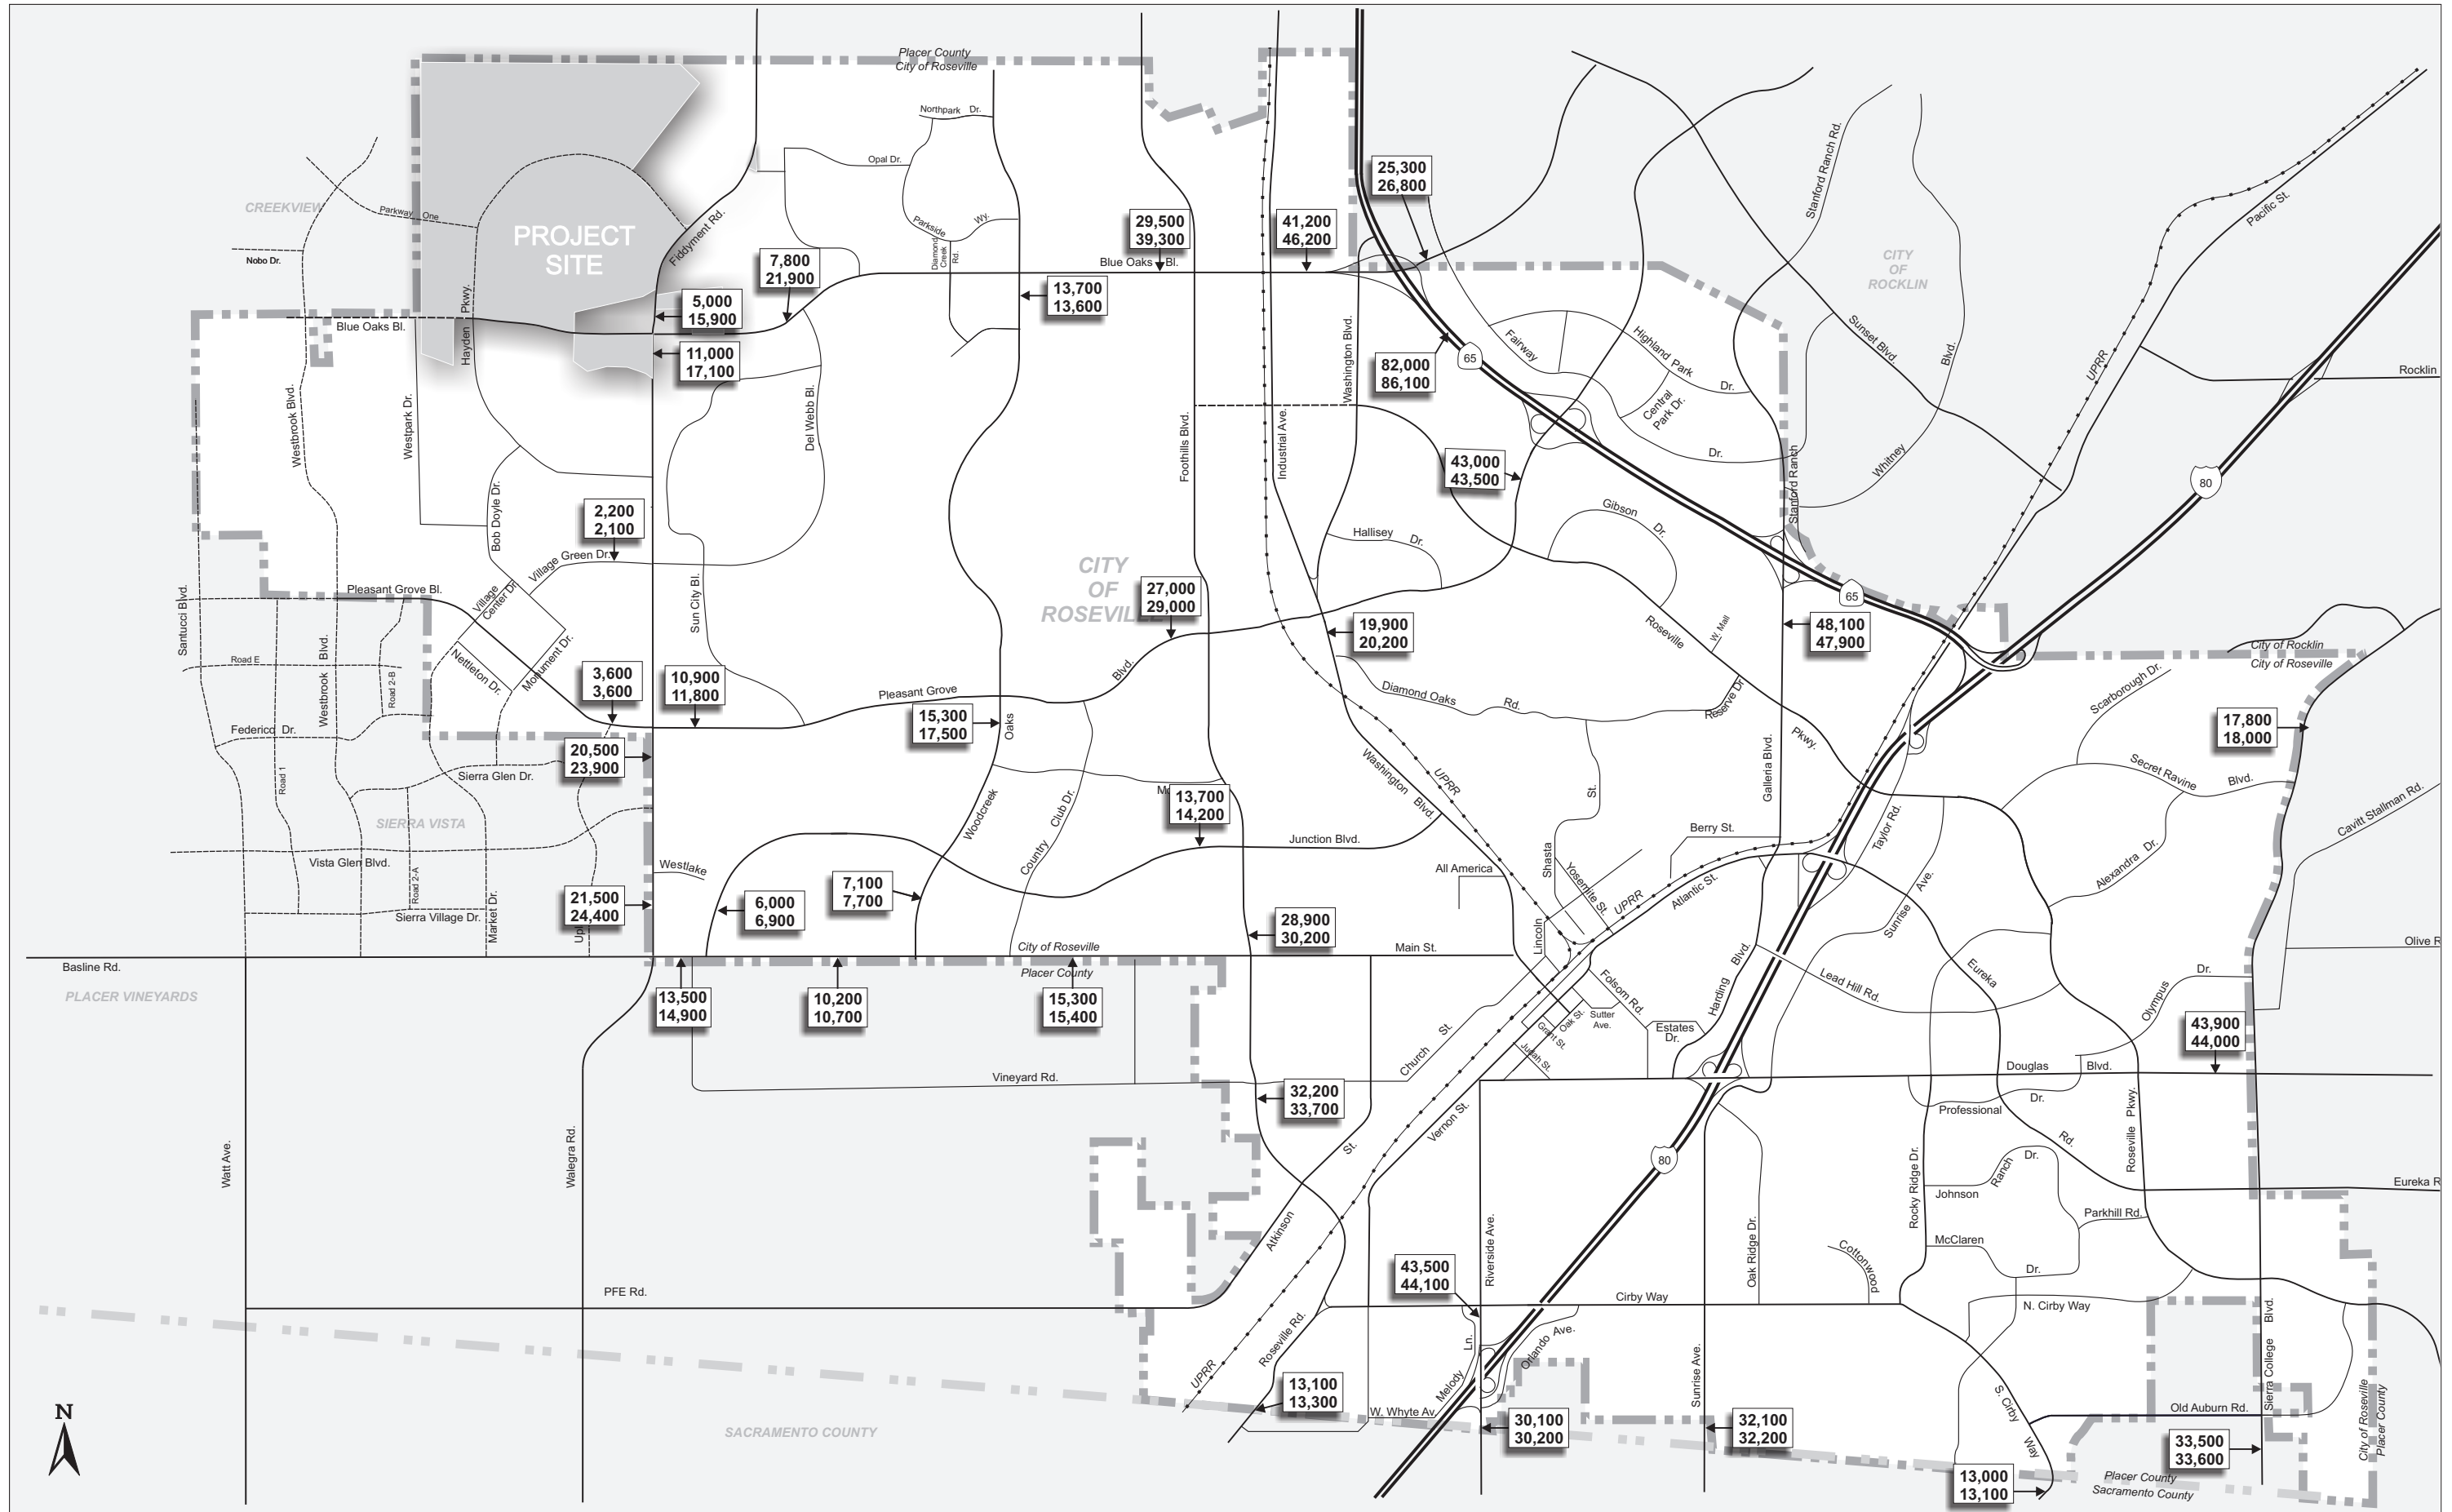 Placer County
City of Roseville
Northpark Dr.
Opal Dr.
Stanford Ranch Rd.
Pacific St.
25,300
26,800
CREEKVIEW
Parkway One
PROJECT
SITE
Fiddyment Rd.
Parkside Wy.
Diamond
Creek
Rd.
29,500
39,300
41,200
46,200
Nobo Dr.
7,800
21,900
Blue Oaks Bl.
CITY
OF
ROCKLIN
13,700
13,600
5,000
15,900
Hayden Pkwy.
Blue Oaks Bl.
11,000
17,100
Washington Blvd.
82,000
86,100
65
Fairway
Highland Park
Dr.
Central
Park Dr.
Dr.
Sunset Blvd.
Whitney
Blvd.
UPRR
Rocklin
80
Westbrook Blvd.
Westpark Dr.
Del Webb Bl.
Foothills Blvd.
Industrial Ave.
43,000
43,500
Stanford Ranch
Bob Doyle Dr.
2,200
2,100
Village Green Dr.
Hallisey Dr.
Gibson Dr.
CITY
OF
Sun City Bl.
Pleasant Grove Bl.
Village
Center Dr.
27,000
29,000
65
Santucci Blvd.
Westbrook Blvd.
Road E
Road 2-B
Nettleton Dr.
Monument Dr.
19,900
20,200
Roseville
W. Mall
48,100
47,900
City of Rocklin
City of Roseville
3,600
3,600
10,900
11,800
Pleasant Grove
Blvd.
15,300
17,500
Oaks
Diamond Oaks Rd.
Reserve Dr.
Pkwy.
Scarborough Dr.
17,800
18,000
Federico Dr.
20,500
23,900
Road 1
Sierra Glen Dr.
Woodcreek
Country Club Dr.
13,700
14,200
Washington Blvd.
UPRR
St.
Galleria Blvd.
Secret Ravine Blvd.
Cavitt Stallman Rd.
SIERRA VISTA
Vista Glen Blvd.
Junction Blvd.
Berry St.
Taylor Rd.
Westlake
All America
Shasta
Yosemite St.
Alexandra Dr.
Road 2-A
7,100
7,700
6,000
6,900
21,500
24,400
Sierra Village Dr.
Market Dr.
28,900
30,200
UPRR
Atlantic St.
Sunrise Ave.
Lincoln
City of Roseville
Main St.
Basline Rd.
Placer County
Harding Blvd.
Lead Hill Rd.
Eureka
PLACER VINEYARDS
13,500
14,900
10,200
10,700
15,300
15,400
Folsom Rd.
Oak St.
Grant St.
Judah St.
Sutter
Ave.
Estates
Dr.
Church St.
Olympus Dr.
43,900
44,000
Vineyard Rd.
Vernon St.
Douglas Blvd.
32,200
33,700
Professional Dr.
Watt Ave.
Walegra Rd.
St.
80
Rd.
Roseville Pkwy.
Rocky Ridge Dr.
Johnson Ranch Dr.
Atkinson
Riverside Ave.
Oak Ridge Dr.
Parkhill Rd.
McClaren
Dr.
43,500
44,100
Cottonwood
PFE Rd.
Cirby Way
N. Cirby Way
Roseville Rd.
UPRR
Ln.
Melody
Orlando Ave.
Sunrise Ave.
S. Cirby
Way
Sierra College Blvd.
City of Roseville
Placer County
13,100
13,300
W. Whyte Av.
30,100
30,200
32,100
32,200
Old Auburn Rd.
33,500
33,600
N
SACRAMENTO COUNTY
13,000
13,100
Placer County
Sacramento County